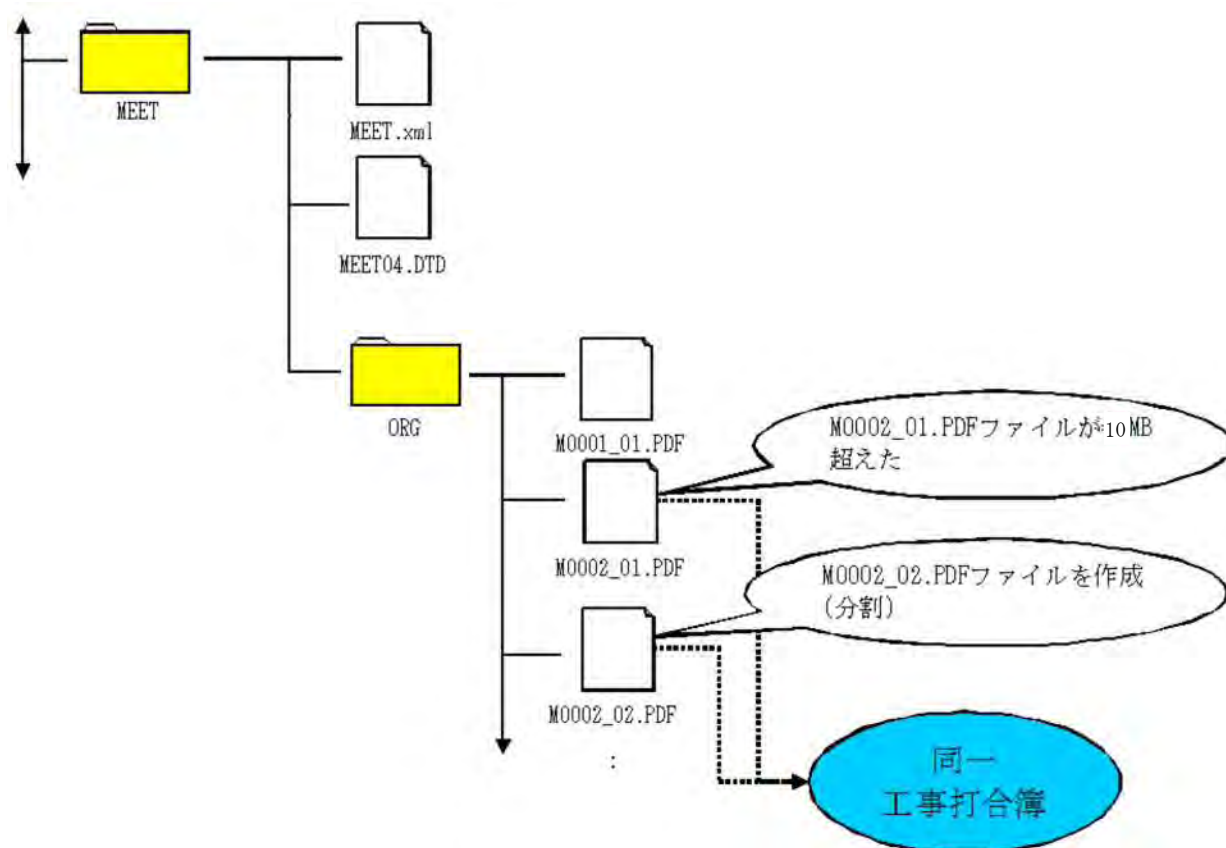 MEET
MEET.xml
MEET04.DTD
ORG
M0001_01.PDF
M0002_01.PDFファイルが10MB
超えた
M0002_01.PDF
M0002_02.PDFファイルを作成
(分割)
M0002_02.PDF
:
同一
工事打合簿